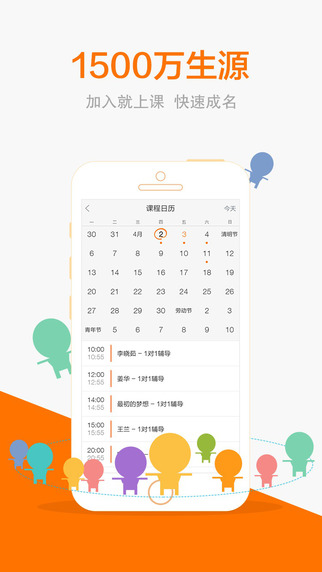 1500万生源
加入就上课 快速成名
课程日历 今天
一 二 三 四 五 六 日
30 31 4月 2 3 4 清明节
6 7 8 9 10 11 12
13 14 15 16 17 18 19
20 21 22 23 24 25 26
27 28 29 30 劳动节 2 3
青年节 5 6 7 8 9 10
10:00
10:55 李晓茹 - 1对1辅导
12:00
12:55 姜华 - 1对1辅导
14:00
14:55 最初的梦想 - 1对1辅导
15:00
15:55 王兰 - 1对1辅导
20:00